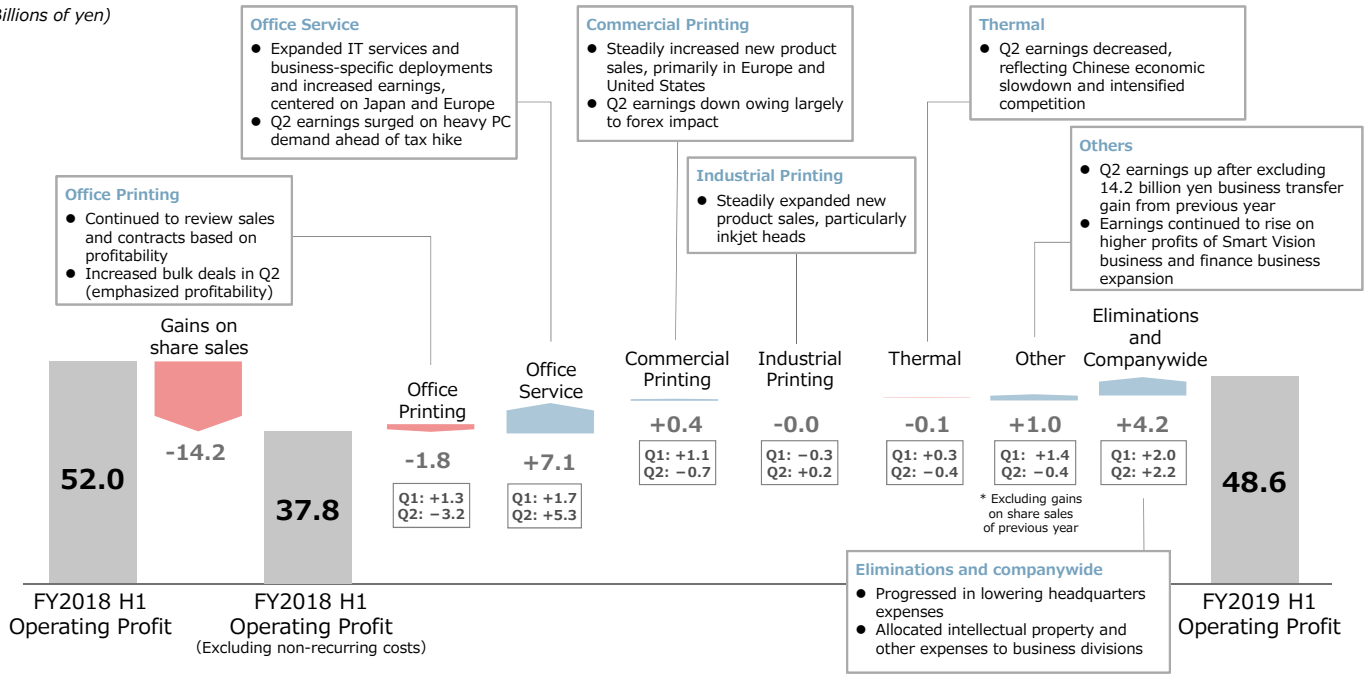 Billions of yen)
Office Service
● Expanded IT services and
business-specific deployments
and increased earnings,
centered on Japan and Europe
● Q2 earnings surged on heavy PC
demand ahead of tax hike
Commercial Printing
● Steadily increased new product
sales, primarily in Europe and
United States
● Q2 earnings down owing largely
to forex impact
Thermal
● Q2 earnings decreased,
reflecting Chinese economic
slowdown and intensified
competition
Office Printing
● Continued to review sales
and contracts based on
profitability
● Increased bulk deals in Q2
(emphasized profitability)
Industrial Printing
● Steadily expanded new
product sales, particularly
inkjet heads
Others
● Q2 earnings up after excluding
14.2 billion yen business transfer
gain from previous year
● Earnings continued to rise on
higher profits of Smart Vision
business and finance business
expansion
52.0
FY2018 H1
Operating Profit
Gains on
share sales
-14.2
37.8
FY2018 H1
Operating Profit
(Excluding non-recurring costs)
Office
Printing
-1.8
Q1: +1.3
Q2: −3.2
Office
Service
+7.1
Q1: +1.7
Q2: +5.3
Commercial
Printing
+0.4
Q1: +1.1
Q2: −0.7
Industrial
Printing
-0.0
Q1: −0.3
Q2: +0.2
Thermal
-0.1
Q1: +0.3
Q2: −0.4
Other
+1.0
Q1: +1.4
Q2: −0.4
* Excluding gains
on share sales
of previous year
Eliminations
and
Companywide
+4.2
Q1: +2.0
Q2: +2.2
Eliminations and companywide
● Progressed in lowering headquarters
expenses
● Allocated intellectual property and
other expenses to business divisions
48.6
FY2019 H1
Operating Profit